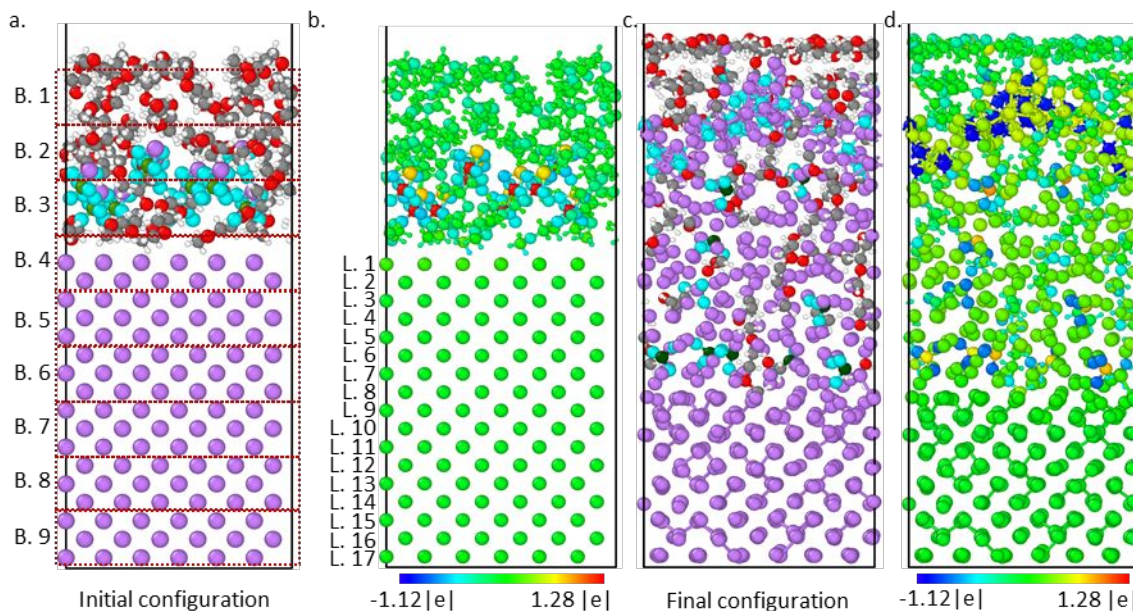 a.
b.
c.
d.
B. 1
B. 2
B. 3
B. 4
B. 5
B. 6
B. 7
B. 8
B. 9
L. 1
L. 2
L. 3
L. 4
L. 5
L. 6
L. 7
L. 8
L. 9
L. 10
L. 11
L. 12
L. 13
L. 14
L. 15
L. 16
L. 17
Initial configuration
-1.12|e|
1.28|e|
Final configuration
-1.12|e|
1.28|e|